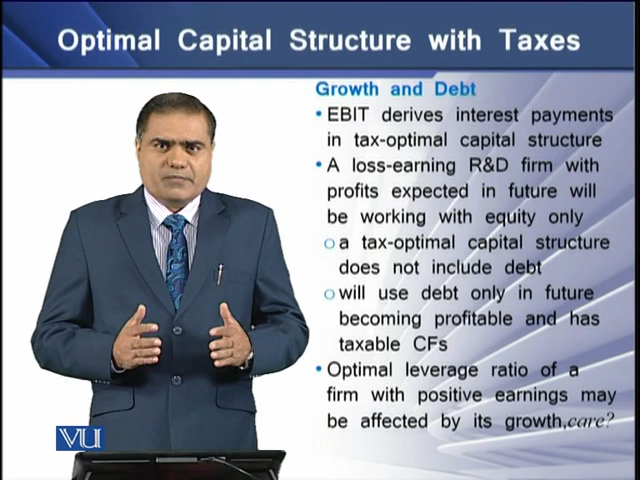 Optimal Capital Structure with Taxes
Growth and Debt
• EBIT derives interest payments
in tax-optimal capital structure
• A loss-earning R&D firm with
profits expected in future will
be working with equity only
o a tax-optimal capital structure
does not include debt
o will use debt only in future
becoming profitable and has
taxable CFs
• Optimal leverage ratio of a
firm with positive earnings may
be affected by its growth,care?
VU